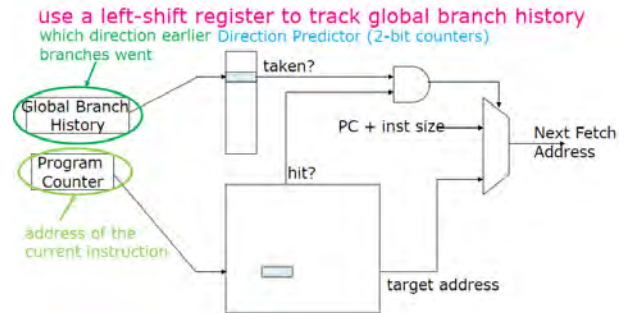 use a left-shift register to track global branch history
which direction earlier Direction Predictor (2-bit counters)
branches went
taken?
Global Branch
History
PC + inst size
Next Fetch
Address
Program
Counter
hit?
address of the
current instruction
target address